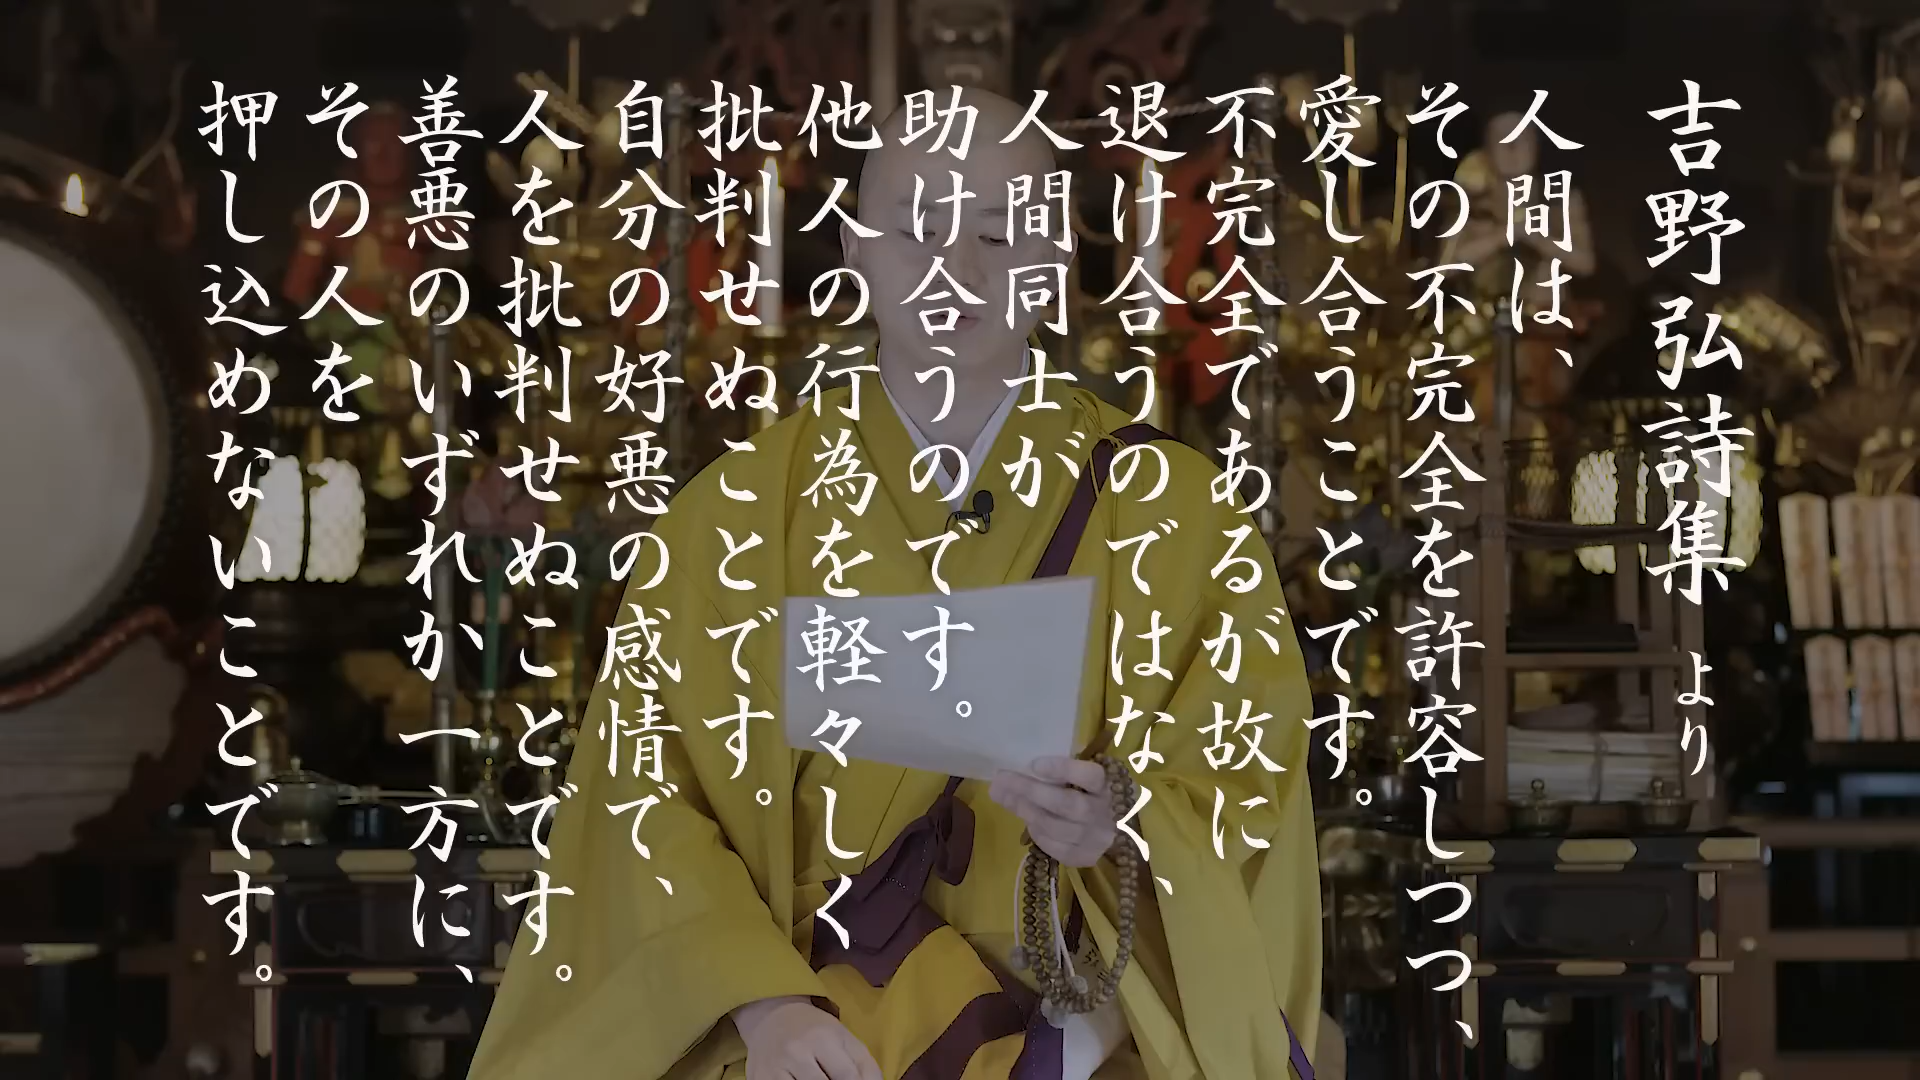 吉野弘詩集 より
人間は、
その不完全を許容しつつ、
愛し合うことです。
不完全であるが故に
退け合うのではなく、
人間同士が
助け合うのです。
他人の行為を軽々しく
批判せぬことです。
自分の好悪の感情で、
人を批判せぬことです。
善悪のいずれか一方に、
その人を
押し込めないことです。